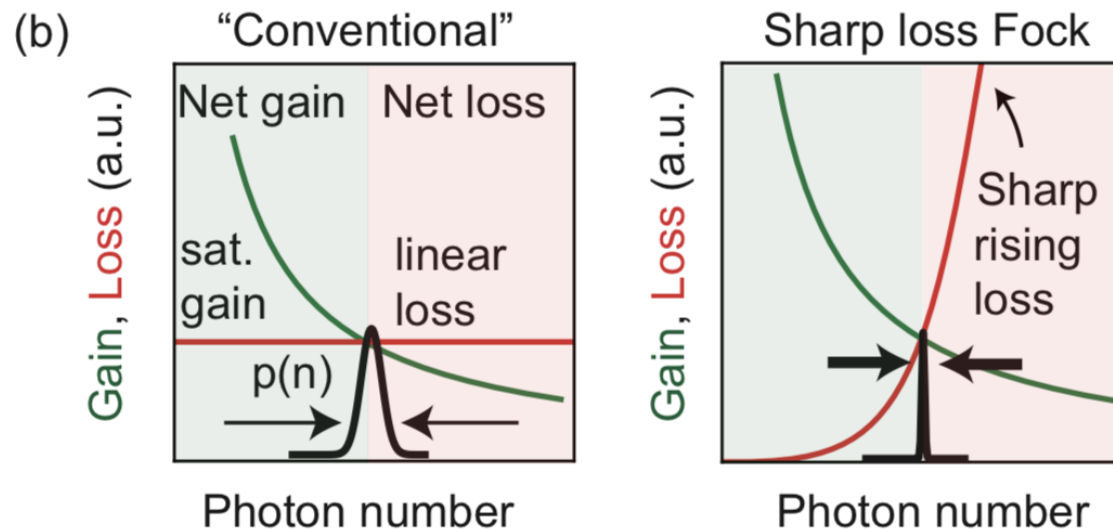 (b)
“Conventional”
Net gain
Net loss
sat.
gain
linear
loss
p(n)
Gain, Loss (a.u.)
Photon number
Sharp loss Fock
Sharp
rising
loss
Gain, Loss (a.u.)
Photon number